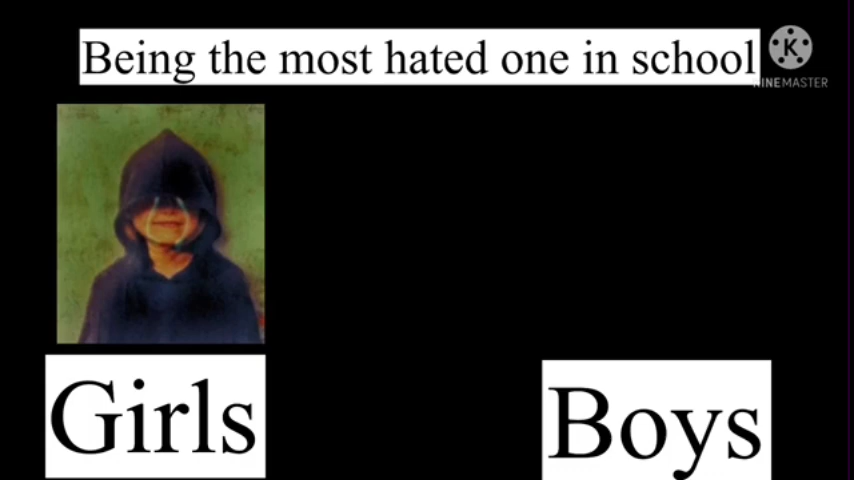 Being the most hated one in school
K
KINEMASTER
Girls
Boys